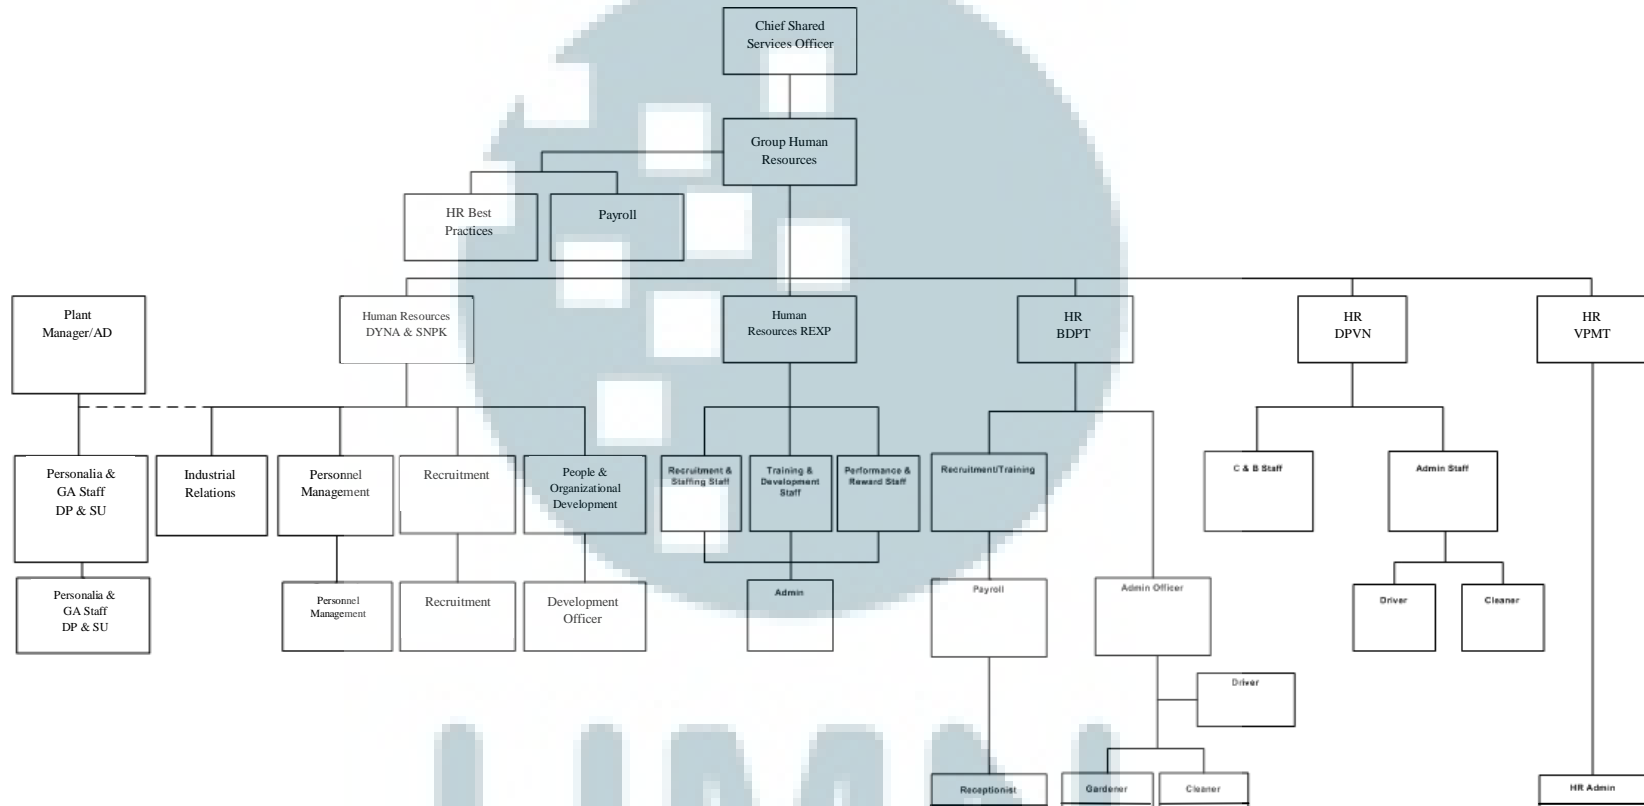 Chief Shared
Services Officer
Group Human
Resources
HR Best
Practices
Payroll
Plant
Manager/AD
Human Resources
DYNA & SNPK
Human
Resources REXP
HR
BDPT
HR
DPVN
HR
VPMT
Personalia &
GA Staff
DP & SU
Industrial
Relations
Personnel
Management
Recruitment
People &
Organizational
Development
Recruitment &
Staffing Staff
Training &
Development
Staff
Performance &
Reward Staff
Recruitment/Training
C & B Staff
Admin Staff
Personalia &
GA Staff
DP & SU
Personnel
Management
Recruitment
Development
Officer
Admin
Payroll
Admin Officer
Driver
Cleaner
Driver
Receptionist
Gardener
Cleaner
HR Admin